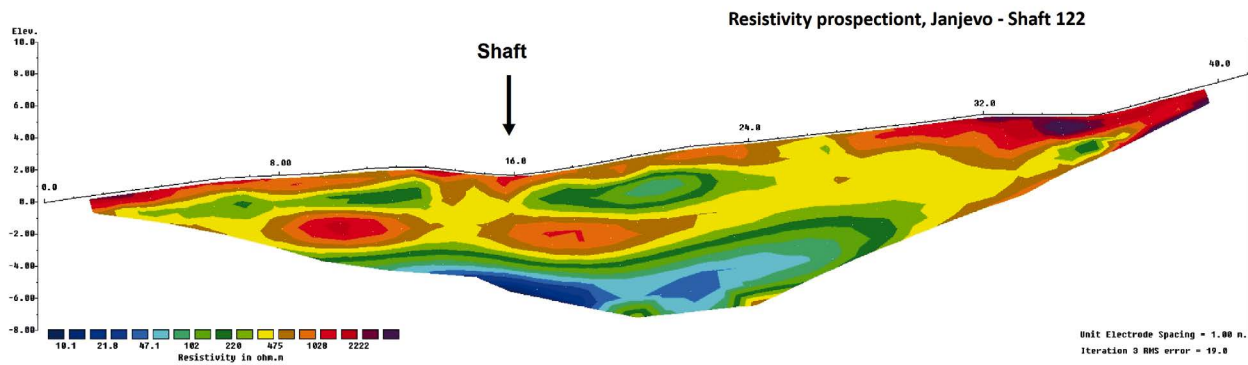 Resistivity prospectiont, Janjevo - Shaft 122
Elev.
10.0
8.00
6.00
4.00
2.00
0.0
-2.00
-4.00
-6.00
-8.00
Shaft
0.0
8.00
16.0
24.0
32.0
40.0
10.1 21.8 47.1 102 220 475 1020 2222
Resistivity in ohm.m
Unit Electrode Spacing = 1.00 m.
Iteration 3 RMS error = 19.0